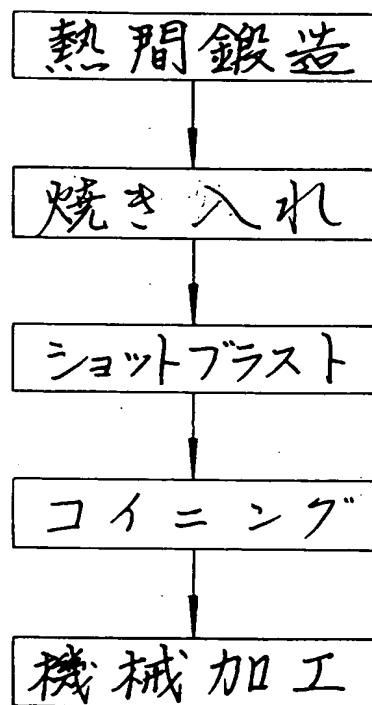 熱間鍛造
焼き入れ
ショットブラスト
コイニング
機械加工